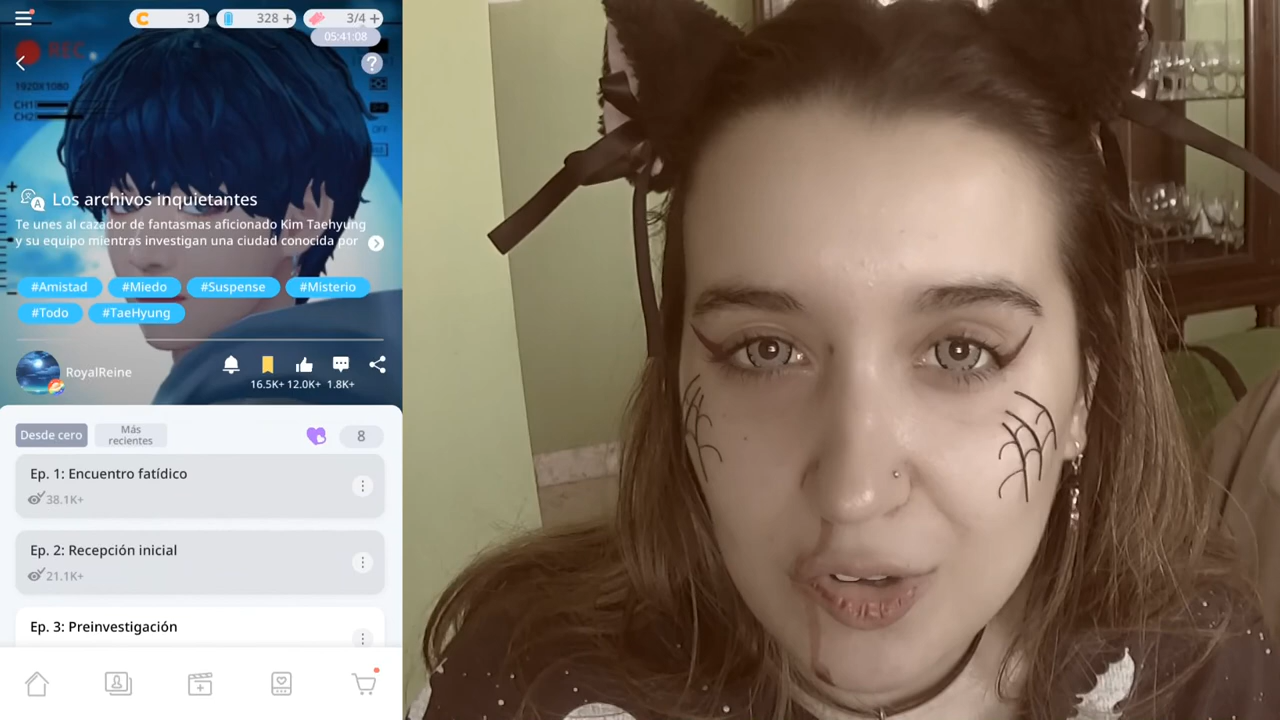 31
328 +
3/4 +
05:41:08
REC
?
1920X1080
CH1
CH2
OFF
A
Los archivos inquietantes
Te unes al cazador de fantasmas aficionado Kim Taehyung
y su equipo mientras investigan una ciudad conocida por
#Amistad
#Miedo
#Suspense
#Misterio
#Todo
#TaeHyung
RoyalReine
16.5K+
12.0K+
1.8K+
Desde cero
Más
recientes
8
Ep. 1: Encuentro fatídico
38.1K+
Ep. 2: Recepción inicial
21.1K+
Ep. 3: Preinvestigación